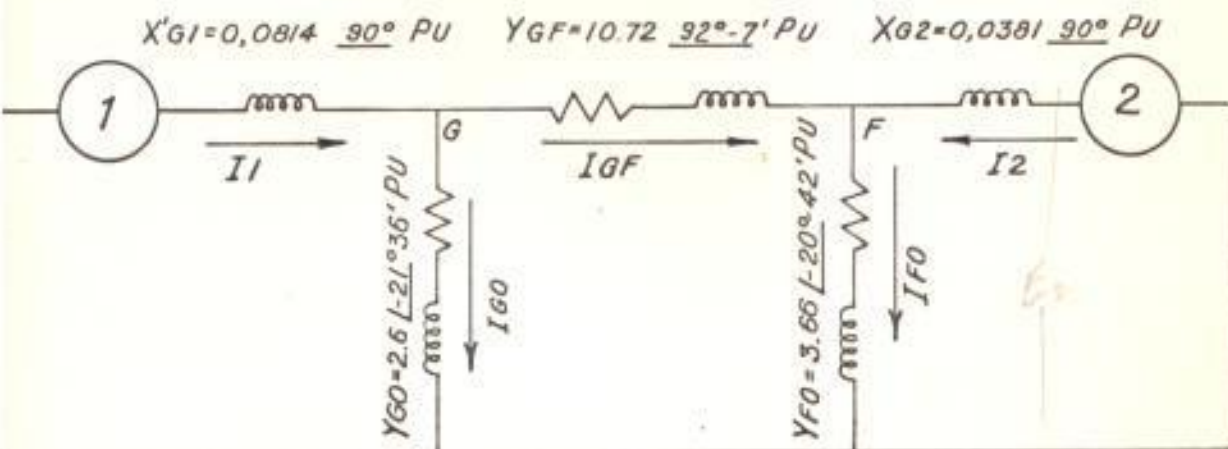 X'G1=0,0814 90° PU YGF=10.72 92°-7' PU XG2=0,0381 90° PU
1
2
G
F
I1
IGF
I2
YGO=2.6 /-21°36' PU
IGO
YFO=3.66 /-20°42' PU
IFO